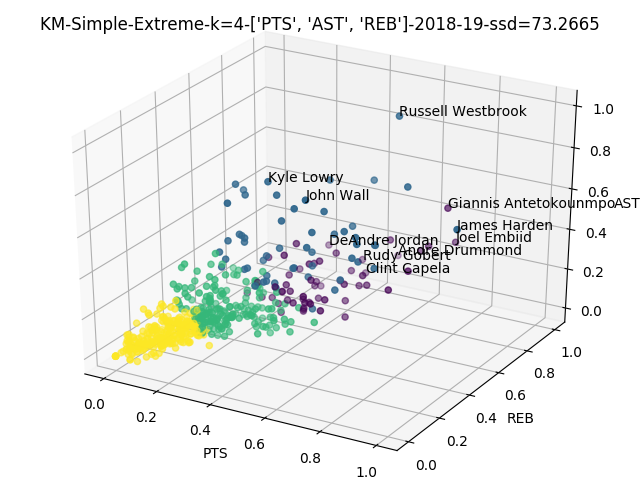 KM-Simple-Extreme-k=4-['PTS', 'AST', 'REB']-2018-19-ssd=73.2665
Russell Westbrook
Kyle Lowry
John Wall
Giannis Antetokounmpo
James Harden
Joel Embid
DeAndre Jordan
Andre Drummond
Rudy Gobert
Clint Capela
AST
1.0
0.8
0.6
0.4
0.2
0.0
REB
1.0
0.8
0.6
0.4
0.2
0.0
PTS
0.0
0.2
0.4
0.6
0.8
1.0